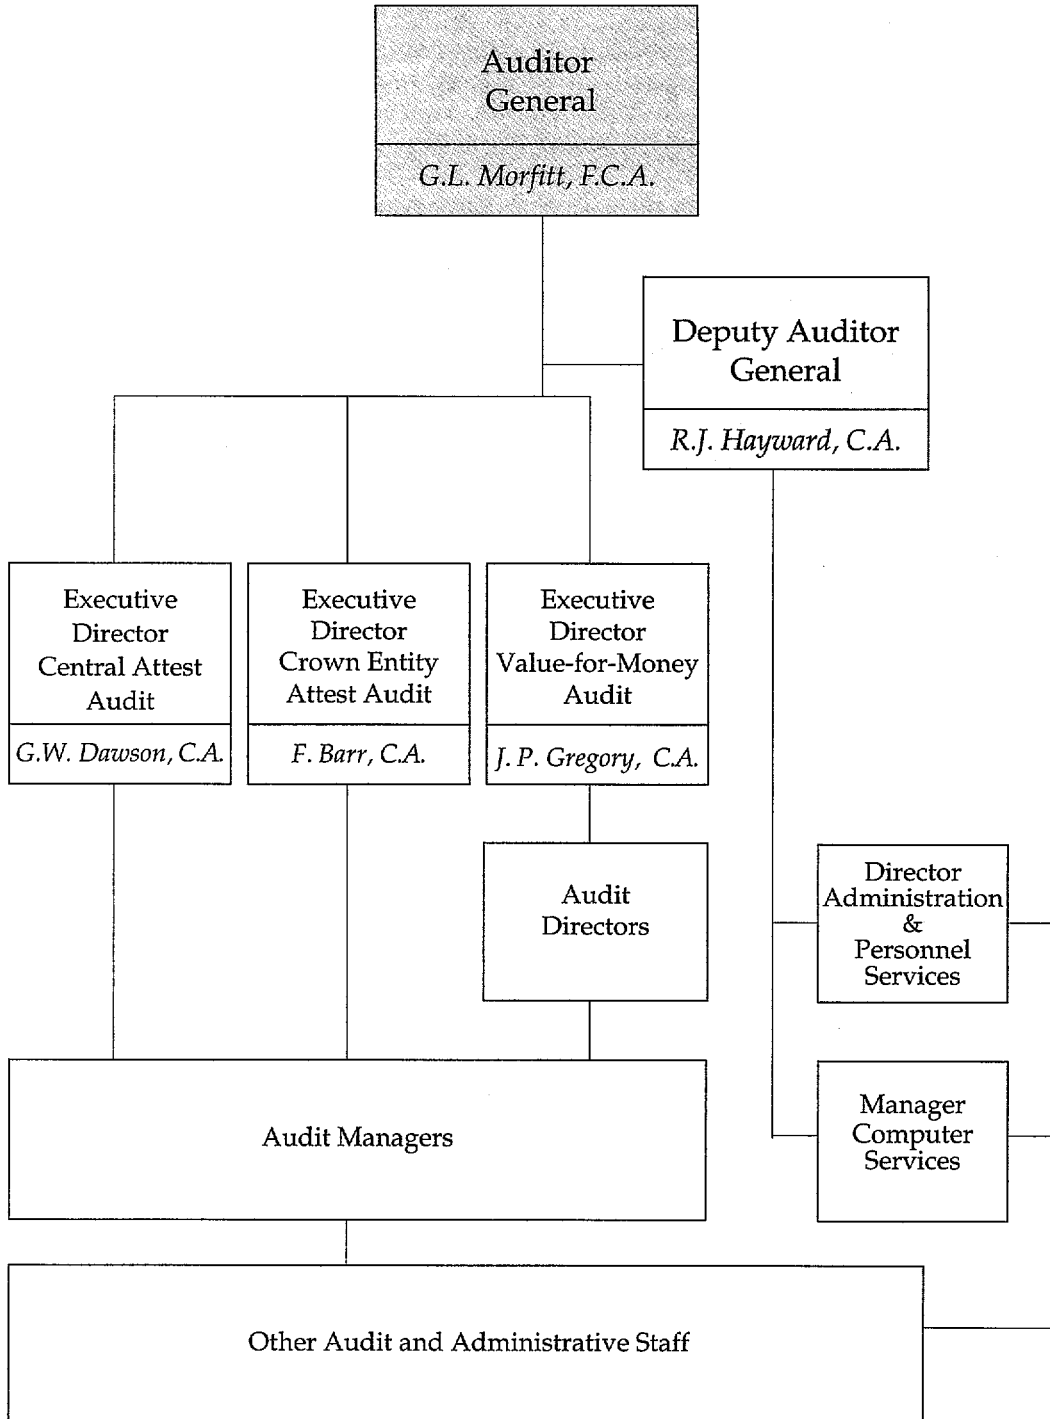 Auditor
General
G.L. Morfitt, F.C.A.
Deputy Auditor
General
R.J. Hayward, C.A.
Executive
Director
Central Attest
Audit
G.W. Dawson, C.A.
Executive
Director
Crown Entity
Attest Audit
F. Barr, C.A.
Executive
Director
Value-for-Money
Audit
J. P. Gregory, C.A.
Audit
Directors
Director
Administration
&
Personnel
Services
Audit Managers
Manager
Computer
Services
Other Audit and Administrative Staff